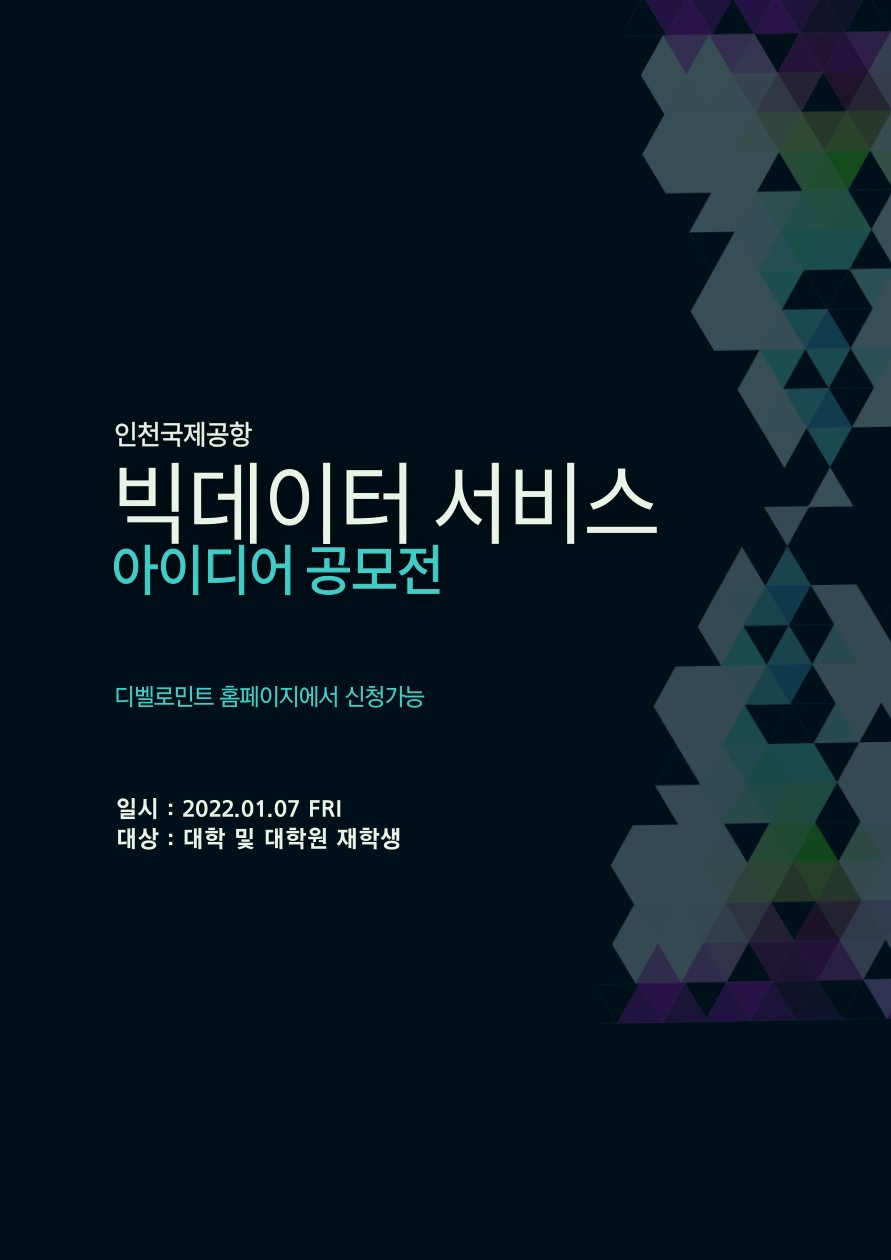 인천국제공항
빅데이터 서비스
아이디어 공모전
디벨로민트 홈페이지에서 신청가능
일시 : 2022.01.07 FRI
대상 : 대학 및 대학원 재학생